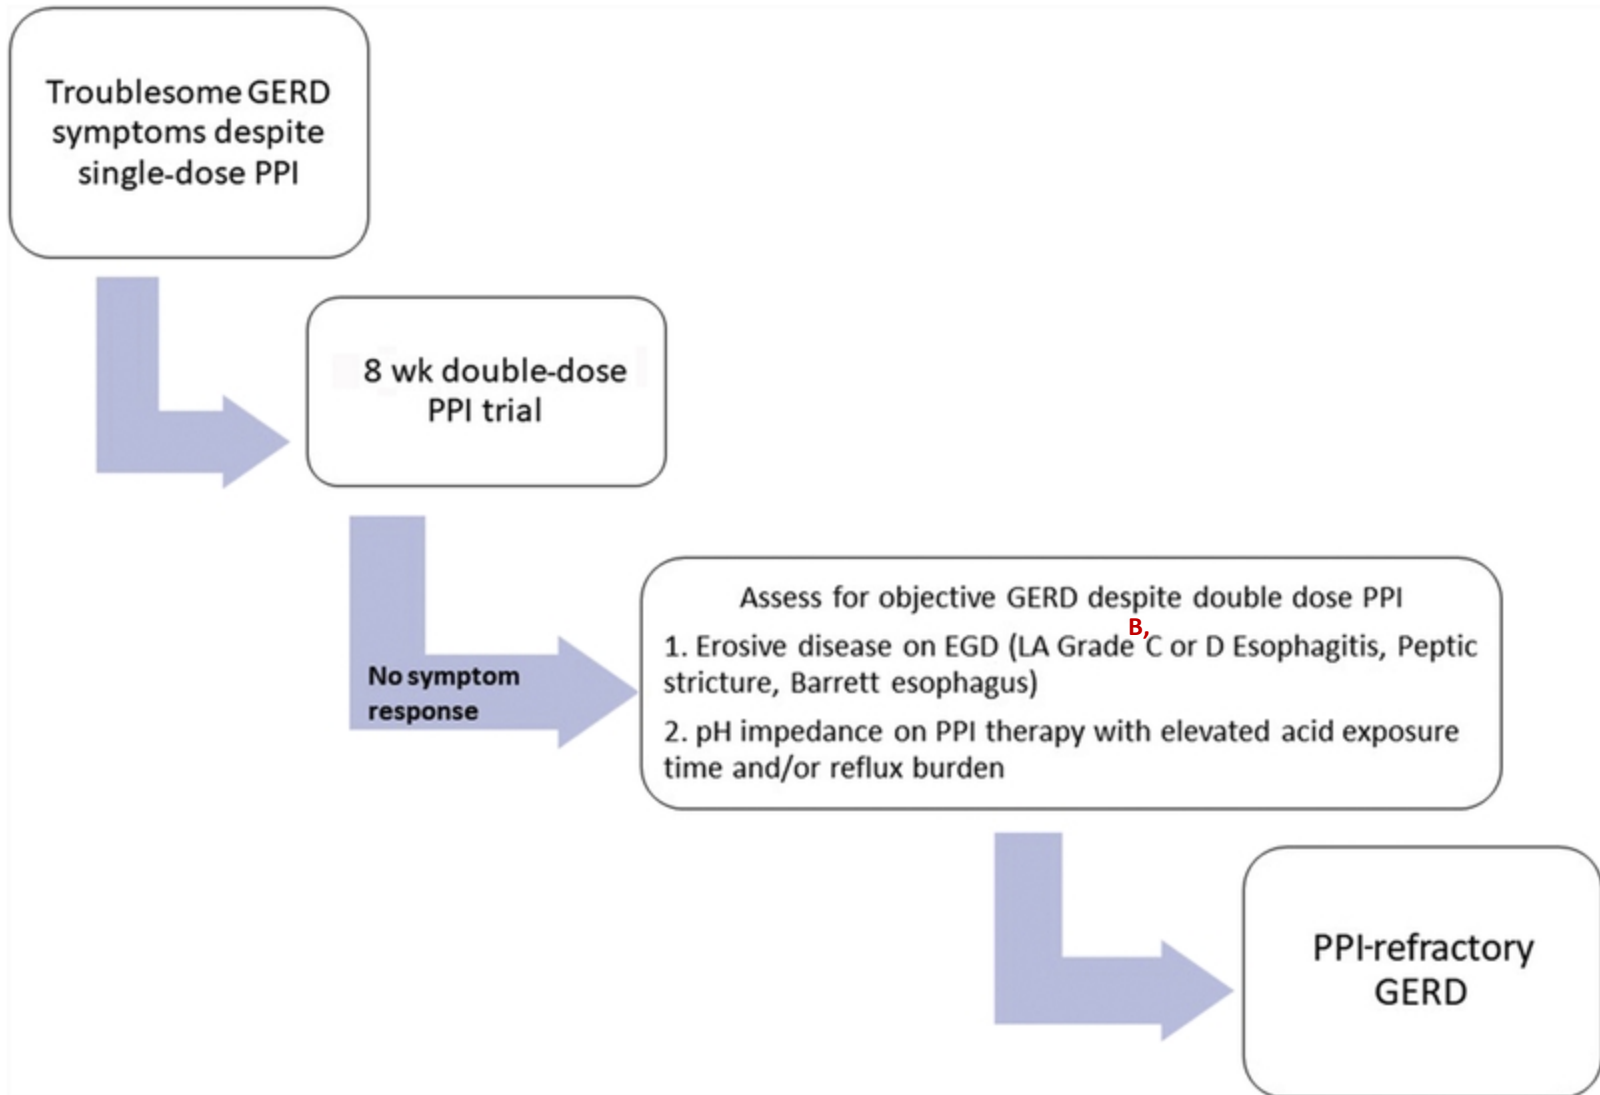 Troublesome GERD
symptoms despite
single-dose PPI
8 wk double-dose
PPI trial
No symptom
response
Assess for objective GERD despite double dose PPI
1. Erosive disease on EGD (LA Grade B, C or D Esophagitis, Peptic
stricture, Barrett esophagus)
2. pH impedance on PPI therapy with elevated acid exposure
time and/or reflux burden
PPI-refractory
GERD